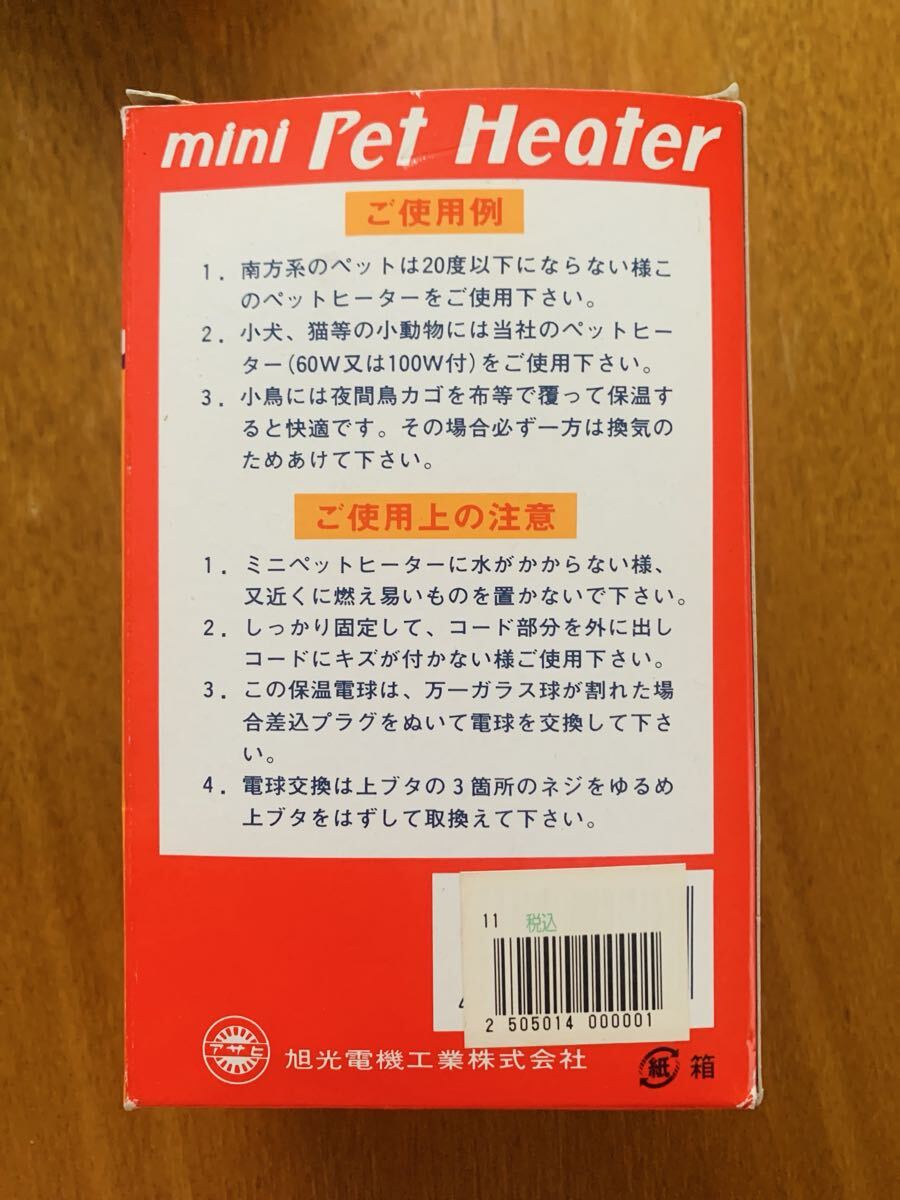 mini Pet Heater
ご使用例
1. 南方系のペットは20度以下にならない様こ
のペットヒーターをご使用下さい。
2. 小犬、猫等の小動物には当社のペットヒー
ター(60W又は100W付)をご使用下さい。
3. 小鳥には夜間鳥カゴを布等で覆って保温す
ると快適です。その場合必ず一方は換気の
ためあけて下さい。
ご使用上の注意
1. ミニペットヒーターに水がかからない様、
又近くに燃え易いものを置かないで下さい。
2. しっかり固定して、コード部分を外に出し
コードにキズが付かない様ご使用下さい。
3. この保温電球は、万一ガラス球が割れた場
合差込プラグをぬいて電球を交換して下さ
い。
4. 電球交換は上ブタの3箇所のネジをゆるめ
上ブタをはずして取換えて下さい。
11 税込
2 505014 000001
アサヒ 旭光電機工業株式会社
紙 箱